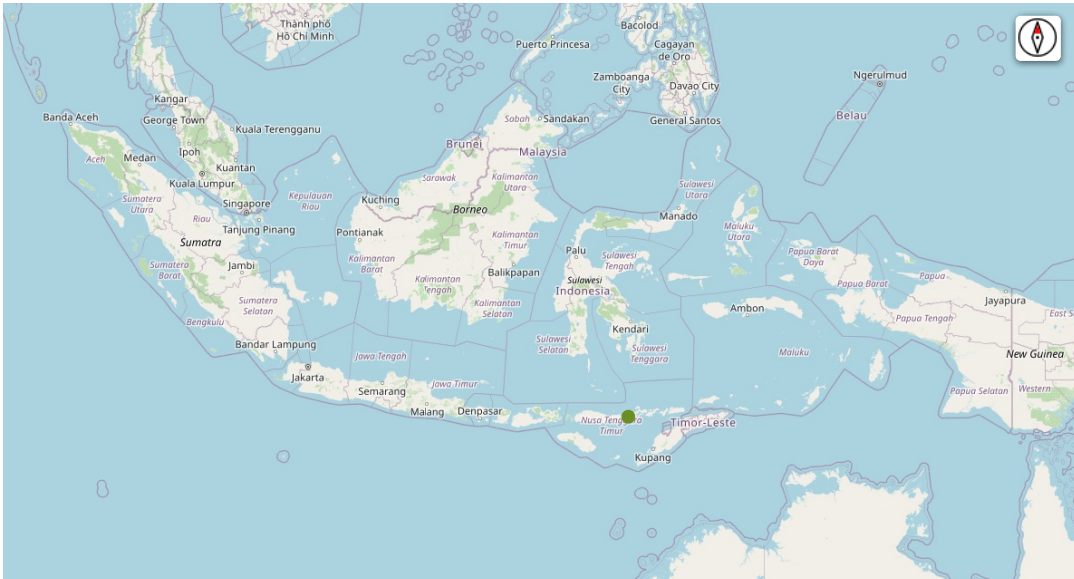 Thành phố
Hồ Chí Minh
Bacolod
Puerto Princesa
Cagayan
de Oro
Zamboanga
City
Davao City
Ngerulmud
Kangar
Banda Aceh
George Town
Kuala Terengganu
Sabah
Sandakan
General Santos
Belau
Brunei
Malaysia
Ipoh
Aceh
Medan
Kuantan
Kuala Lumpur
Sarawak
Kalimantan
Utara
Sulawesi
Utara
Sumatera
Utara
Kepulauan
Riau
Kuching
Singapore
Borneo
Manado
Riau
Tanjung Pinang
Pontianak
Maluku
Utara
Sumatra
Kalimantan
Timur
Palu
Papua Barat
Daya
Sumatera
Barat
Jambi
Kalimantan
Barat
Balikpapan
Sulawesi
Tengah
Sulawesi
Indonesia
Papua
Papua Barat
Kalimantan
Tengah
Sumatera
Selatan
Kalimantan
Selatan
Jayapura
Bengkulu
Ambon
Papua Tengah
East S
Kendari
Bandar Lampung
Sulawesi
Selatan
Sulawesi
Tenggara
Jawa Tengah
Maluku
New Guinea
Jakarta
Semarang
Jawa Timur
Papua Selatan
Western
Malang
Denpasar
Nusa Tenggara
Timur
Timor-Leste
Kupang